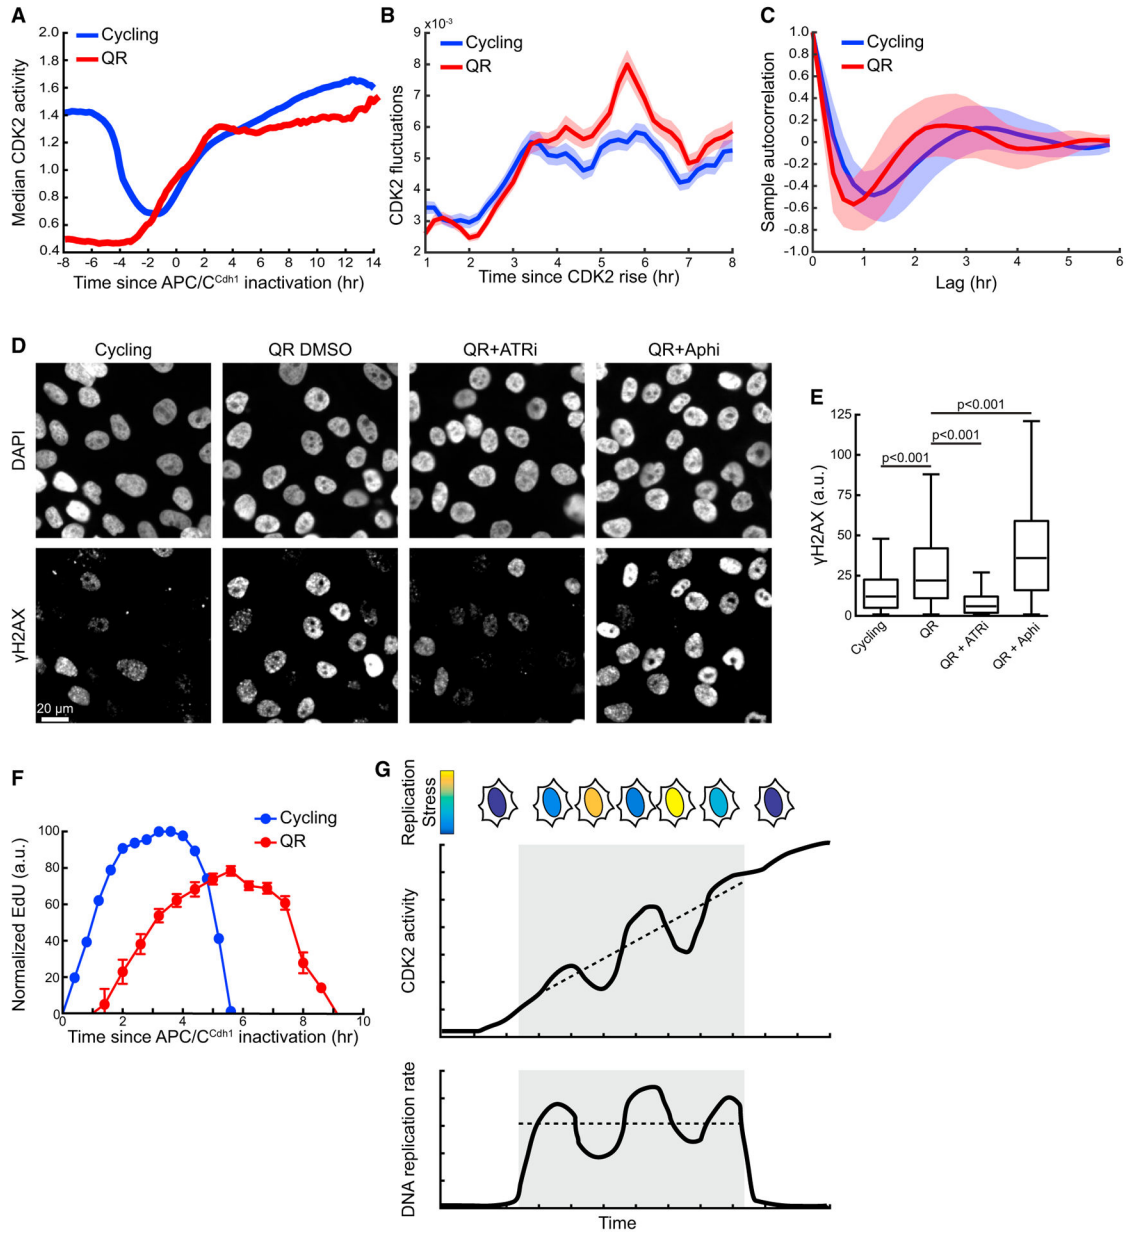 A
Cycling
QR
Median CDK2 activity
2.0
1.8
1.6
1.4
1.2
1.0
0.8
0.6
0.4
-8 -6 -4 -2 0 2 4 6 8 10 12 14
Time since APC/C^Cdh1 inactivation (hr)
B
x10^-3
Cycling
QR
CDK2 fluctuations
9
8
7
6
5
4
3
2
1 2 3 4 5 6 7 8
Time since CDK2 rise (hr)
C
Cycling
QR
Sample autocorrelation
1.0
0.8
0.6
0.4
0.2
0
-0.2
-0.4
-0.6
-0.8
-1.0
0 1 2 3 4 5 6
Lag (hr)
D
Cycling QR DMSO QR+ATRi QR+Aphi
DAPI
γH2AX
20 μm
E
p<0.001
p<0.001
p<0.001
γH2AX (a.u.)
125
100
75
50
25
0
Cycling QR QR + ATRi QR + Aphi
F
Cycling
QR
Normalized EdU (a.u.)
100
80
60
40
20
0
0 2 4 6 8 10
Time since APC/C^Cdh1 inactivation (hr)
G
Replication
Stress
CDK2 activity
DNA replication rate
Time